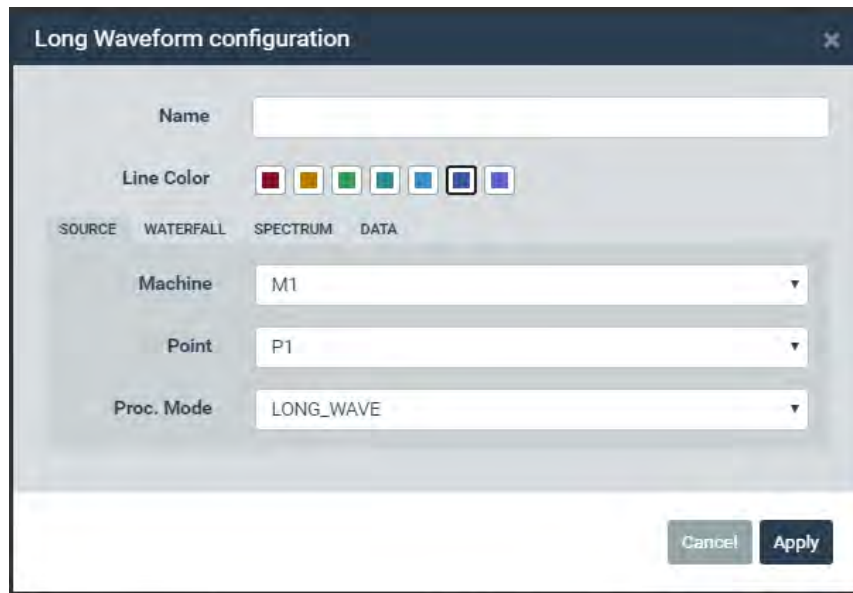 Long Waveform configuration ×
Name
Line Color
SOURCE WATERFALL SPECTRUM DATA
Machine M1
Point P1
Proc. Mode LONG_WAVE
Cancel Apply